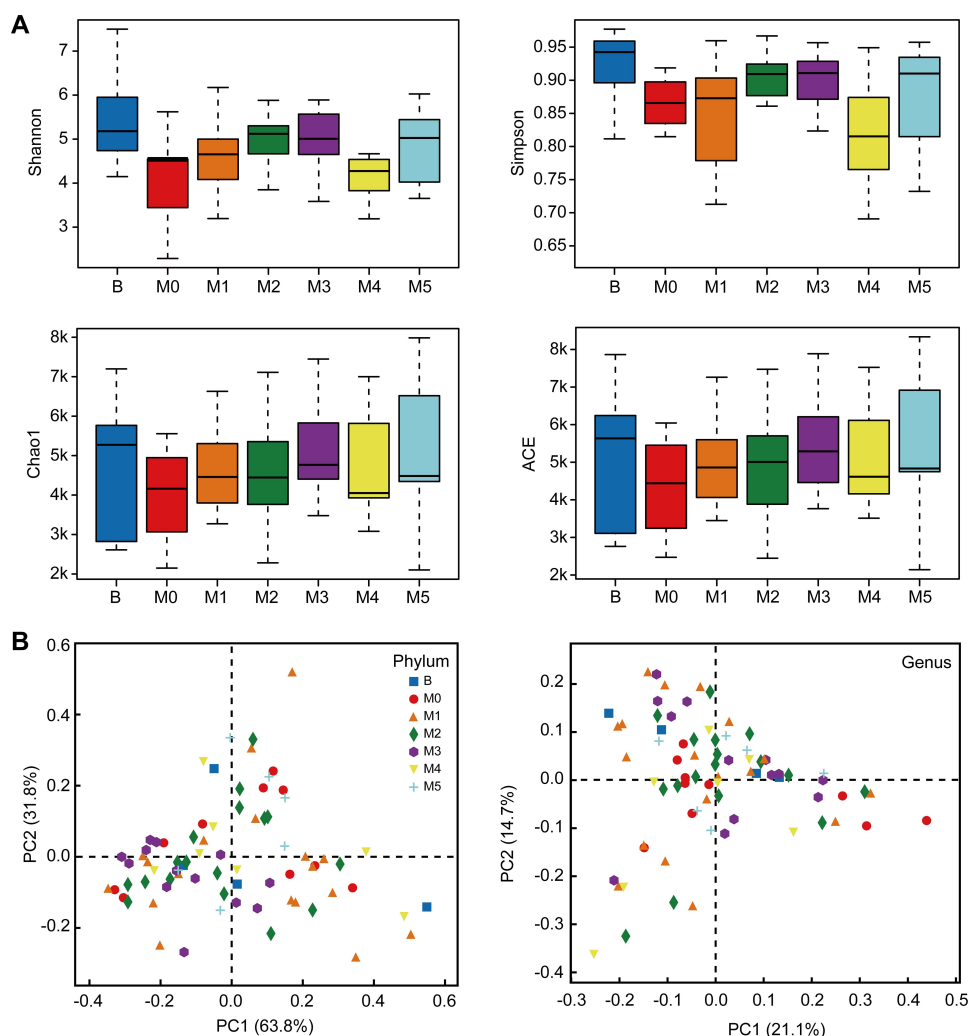 A
Shannon
7
6
5
4
3
B M0 M1 M2 M3 M4 M5
Simpson
0.95
0.90
0.85
0.80
0.75
0.70
0.65
B M0 M1 M2 M3 M4 M5
Chao1
8k
7k
6k
5k
4k
3k
2k
B M0 M1 M2 M3 M4 M5
ACE
8k
7k
6k
5k
4k
3k
2k
B M0 M1 M2 M3 M4 M5
B
PC2 (31.8%)
0.6
0.4
0.2
0.0
-0.2
Phylum
B
M0
M1
M2
M3
M4
M5
-0.4 -0.2 0.0 0.2 0.4 0.6
PC1 (63.8%)
Genus
PC2 (14.7%)
0.2
0.1
0.0
-0.1
-0.2
-0.3
-0.4
-0.3 -0.2 -0.1 0.0 0.1 0.2 0.3 0.4 0.5
PC1 (21.1%)